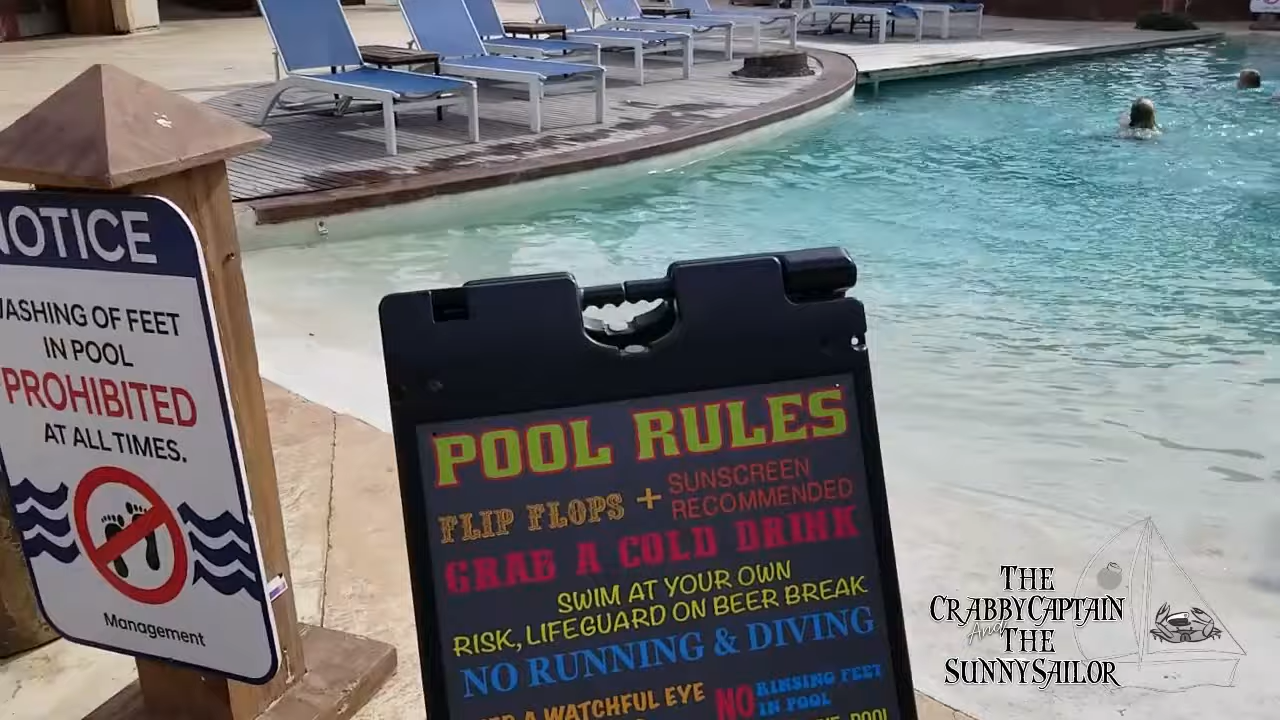 NOTICE
WASHING OF FEET
IN POOL
PROHIBITED
AT ALL TIMES.
Management
POOL RULES
FLIP FLOPS + SUNSCREEN
RECOMMENDED
GRAB A COLD DRINK
SWIM AT YOUR OWN
RISK, LIFEGUARD ON BEER BREAK
NO RUNNING & DIVING
A WATCHFUL EYE
NO RINSING FEET
IN POOL
POOL
THE
CRABBYCAPTAIN
And THE
SUNNYSAILOR